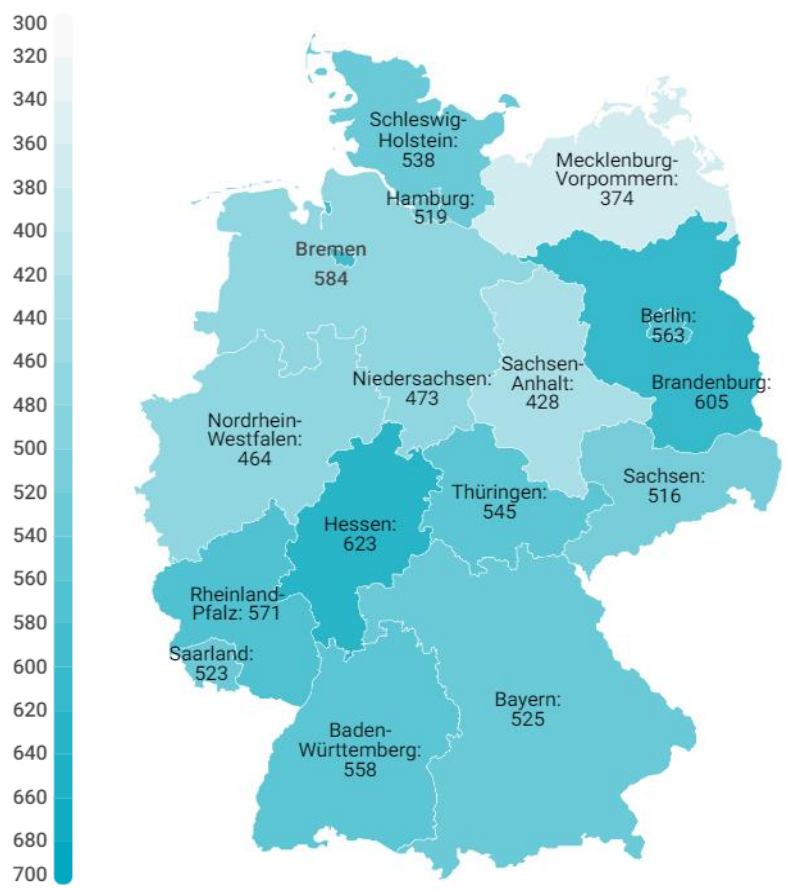 300
320
340
360
380
400
420
440
460
480
500
520
540
560
580
600
620
640
660
680
700
Schleswig-
Holstein:
538
Mecklenburg-
Vorpommern:
374
Hamburg:
519
Bremen
584
Berlin:
563
Niedersachsen:
473
Sachsen-
Anhalt:
428
Brandenburg:
605
Nordrhein-
Westfalen:
464
Hessen:
623
Thüringen:
545
Sachsen:
516
Rheinland-
Pfalz: 571
Saarland:
523
Baden-
Württemberg:
558
Bayern:
525